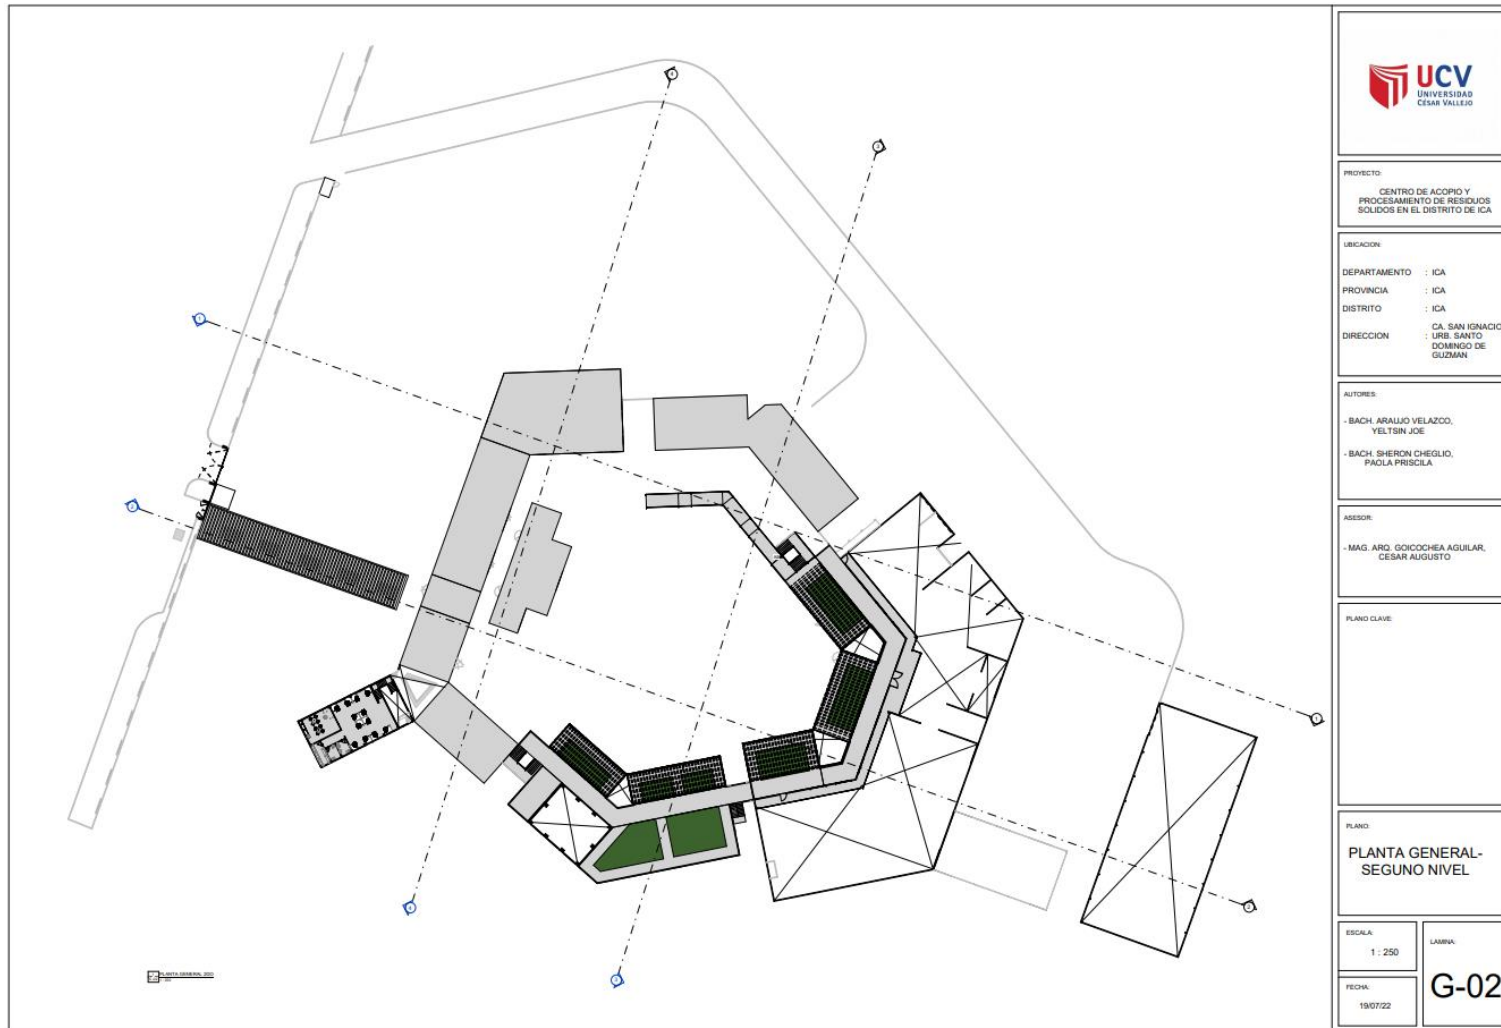 UCV
UNIVERSIDAD
CÉSAR VALLEJO
PROYECTO:
CENTRO DE ACOPIO Y
PROCESAMIENTO DE RESIDUOS
SOLIDOS EN EL DISTRITO DE ICA
UBICACION:
DEPARTAMENTO : ICA
PROVINCIA : ICA
DISTRITO : ICA
DIRECCION : CA. SAN IGNACIO
URB. SANTO
DOMINGO DE
GUZMAN
AUTORES:
- BACH. ARAUJO VELAZCO,
YELTSIN JOE
- BACH. SHERON CHEGLIO,
PAOLA PRISCILA
ASESOR:
- MAG. ARQ. GOICOCHEA AGUILAR,
CESAR AUGUSTO
PLANO CLAVE:
PLANO:
PLANTA GENERAL-
SEGUNO NIVEL
ESCALA:
1 : 250
LAMINA:
G-02
FECHA:
19/07/22
PLANTA GENERAL 2DO